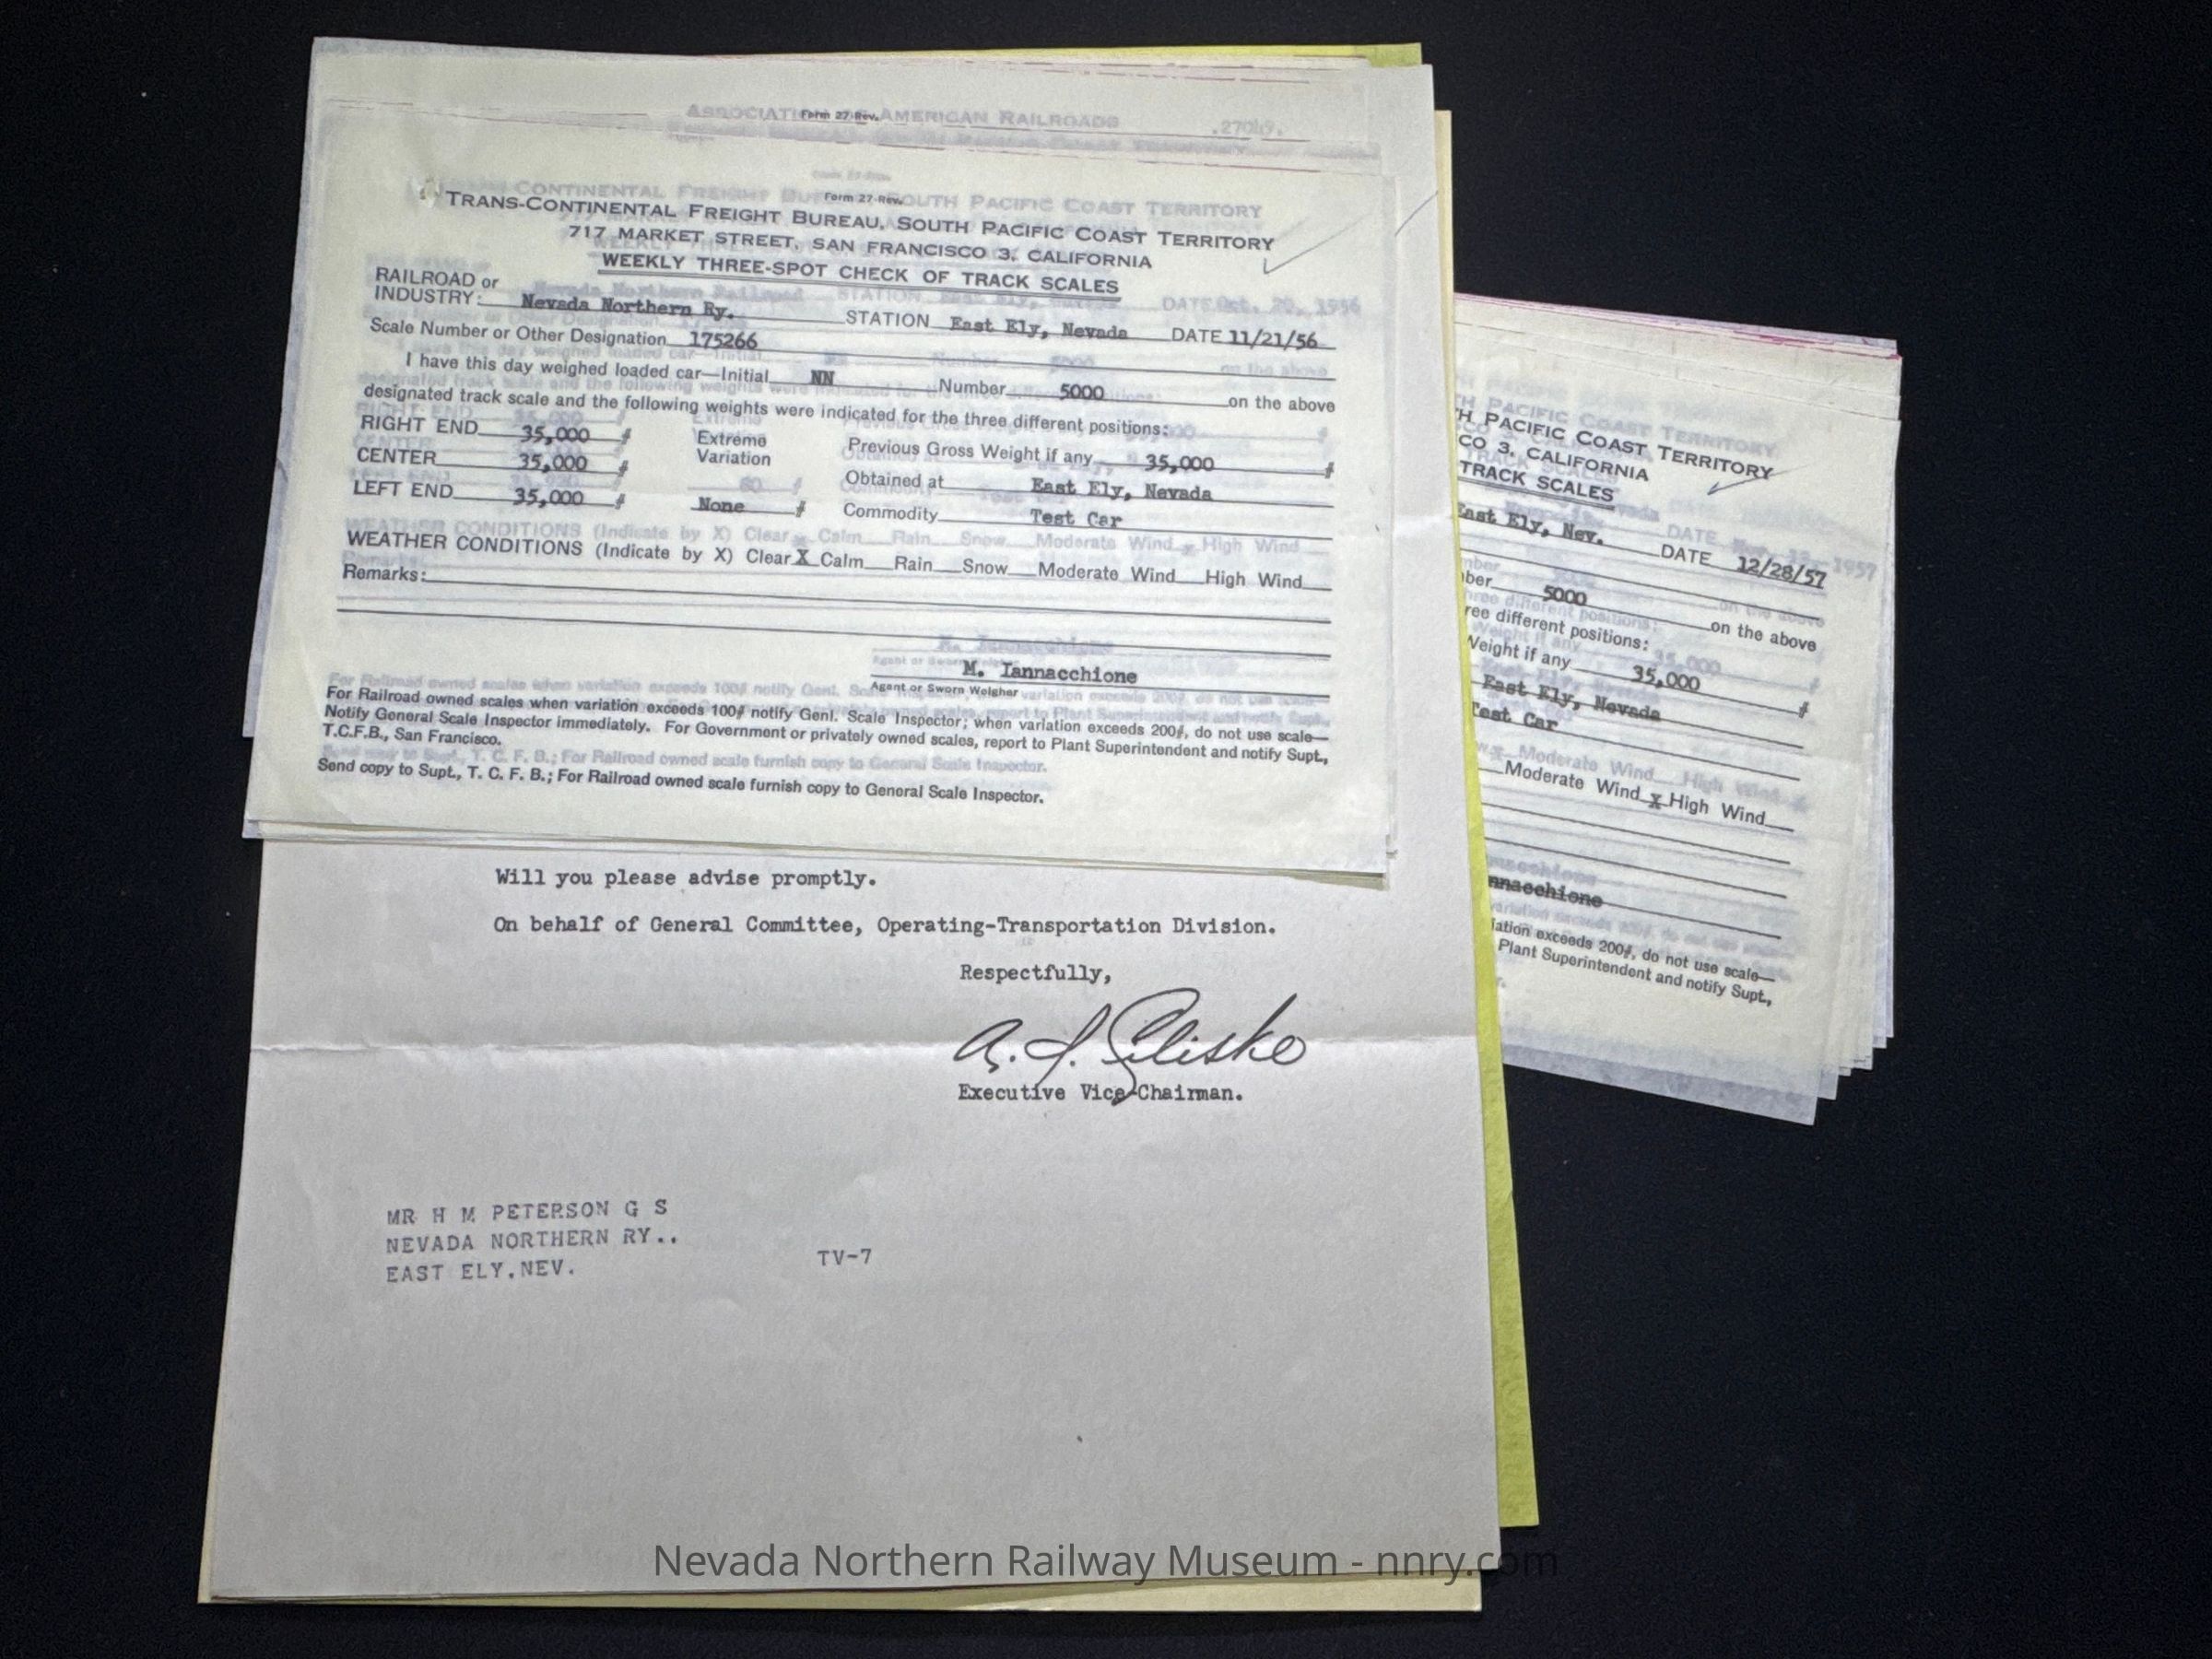 ASSOCIATION AMERICAN RAILROADS
Form 27-Rev.
Form 27-Rev.
TRANS-CONTINENTAL FREIGHT BUREAU, SOUTH PACIFIC COAST TERRITORY
717 MARKET STREET, SAN FRANCISCO 3, CALIFORNIA
WEEKLY THREE-SPOT CHECK OF TRACK SCALES
RAILROAD or
INDUSTRY: Nevada Northern Ry. STATION East Ely, Nevada DATE 11/21/56
Scale Number or Other Designation 175266
I have this day weighed loaded car—Initial NN Number 5000 on the above
designated track scale and the following weights were indicated for the three different positions:
RIGHT END 35,000 # Extreme Variation Previous Gross Weight if any 35,000 #
CENTER 35,000 # Obtained at East Ely, Nevada
LEFT END 35,000 # None # Commodity Test Car
WEATHER CONDITIONS (Indicate by X) Clear X Calm Rain Snow Moderate Wind High Wind
Remarks:
M. Iannacchione
Agent or Sworn Weigher
For Railroad owned scales when variation exceeds 100# notify Genl. Scale Inspector; when variation exceeds 200#, do not use scale—
Notify General Scale Inspector immediately. For Government or privately owned scales, report to Plant Superintendent and notify Supt.,
T.C.F.B., San Francisco.
Send copy to Supt., T. C. F. B.; For Railroad owned scale furnish copy to General Scale Inspector.
Will you please advise promptly.
On behalf of General Committee, Operating-Transportation Division.
Respectfully,
Executive Vice-Chairman.
MR H M PETERSON G S
NEVADA NORTHERN RY..
EAST ELY.NEV.
TV-7
H PACIFIC COAST TERRITORY
CO 3, CALIFORNIA
TRACK SCALES
East Ely, Nev. DATE 12/28/57
ber 5000 on the above
ree different positions:
Weight if any 35,000 #
East Ely, Nevada
Test Car
Moderate Wind x High Wind
nnacchione
iation exceeds 200#, do not use scale—
Plant Superintendent and notify Supt.,
Nevada Northern Railway Museum - nnry.com